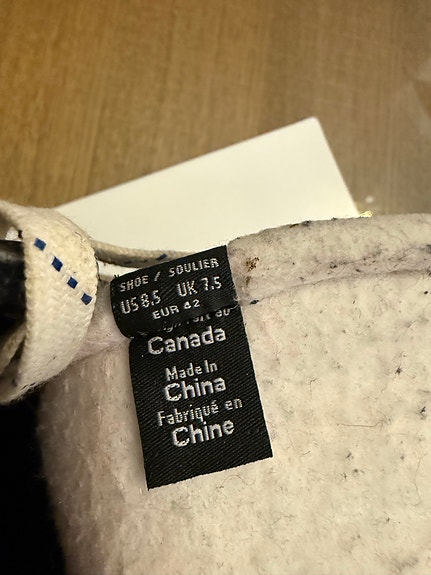 SHOE / SOULIER
US 8.5 UK 7.5
EUR 42
Canada
Made In
China
Fabriqué en
Chine